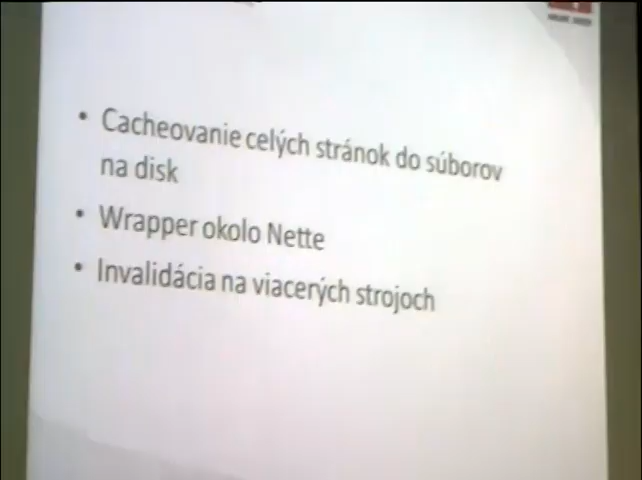 • Cacheovanie celých stránok do súborov
na disk
• Wrapper okolo Nette
• Invalidácia na viacerých strojoch